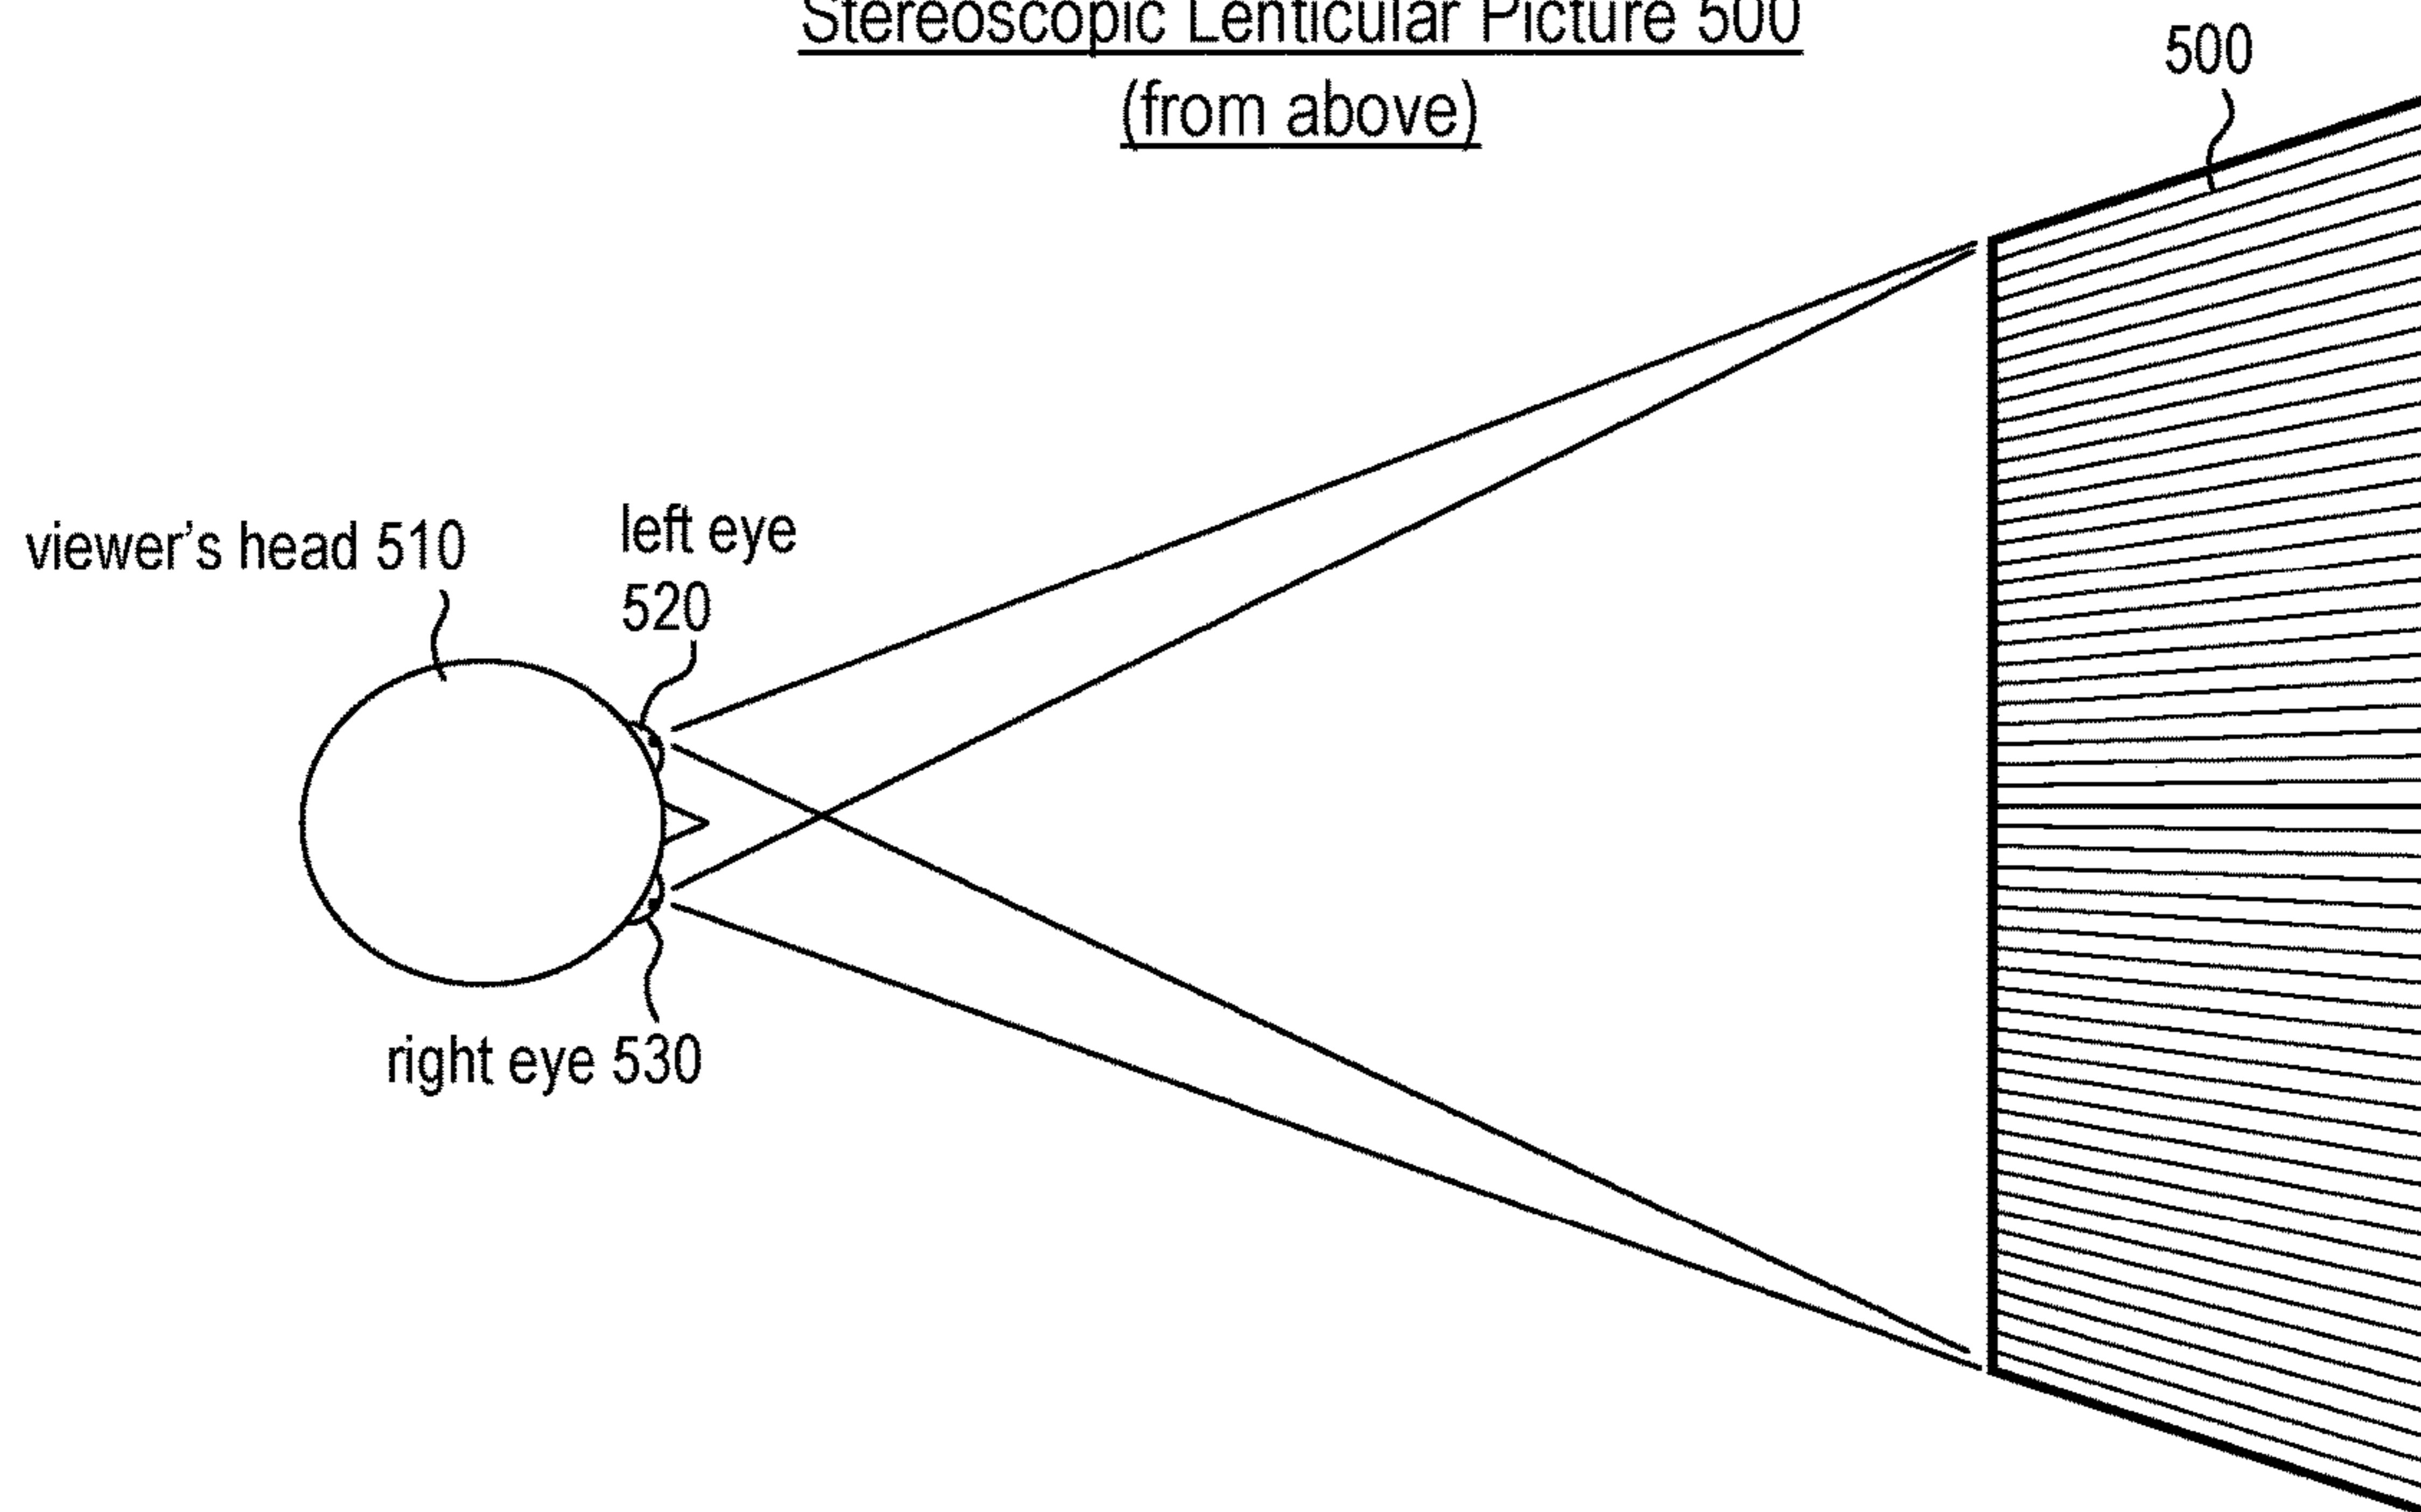 Stereoscopic Lenticular Picture 500
(from above)
500
viewer's head 510
left eye
520
right eye 530